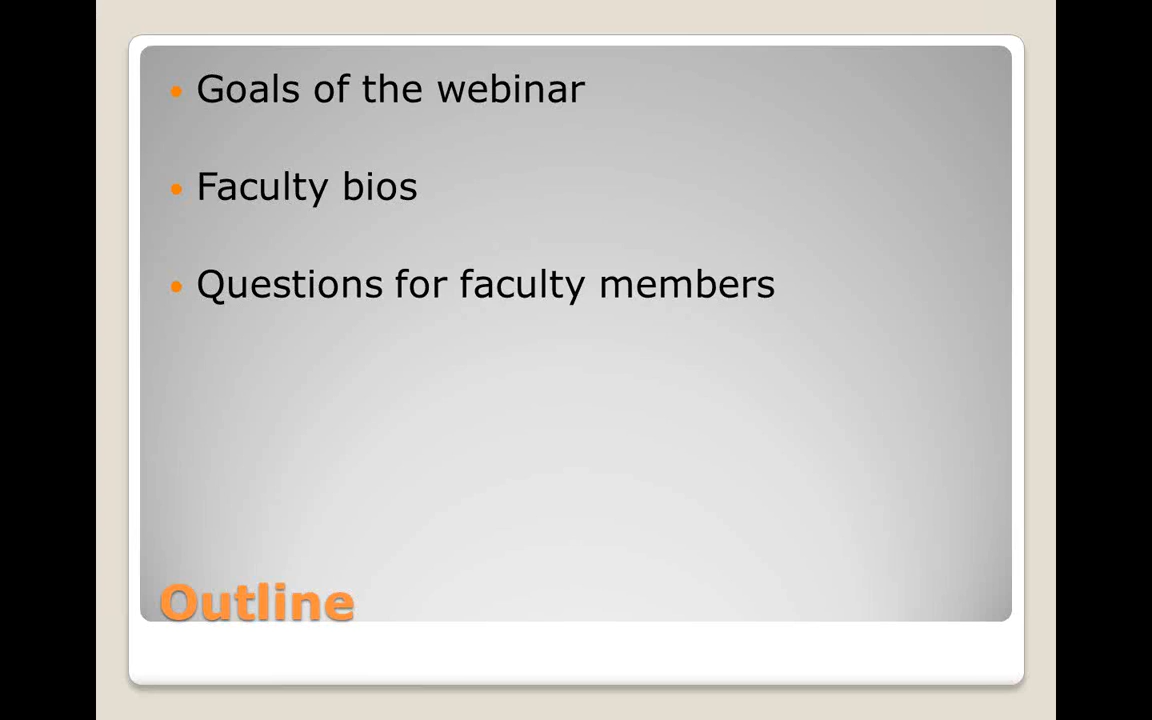 • Goals of the webinar
• Faculty bios
• Questions for faculty members
Outline